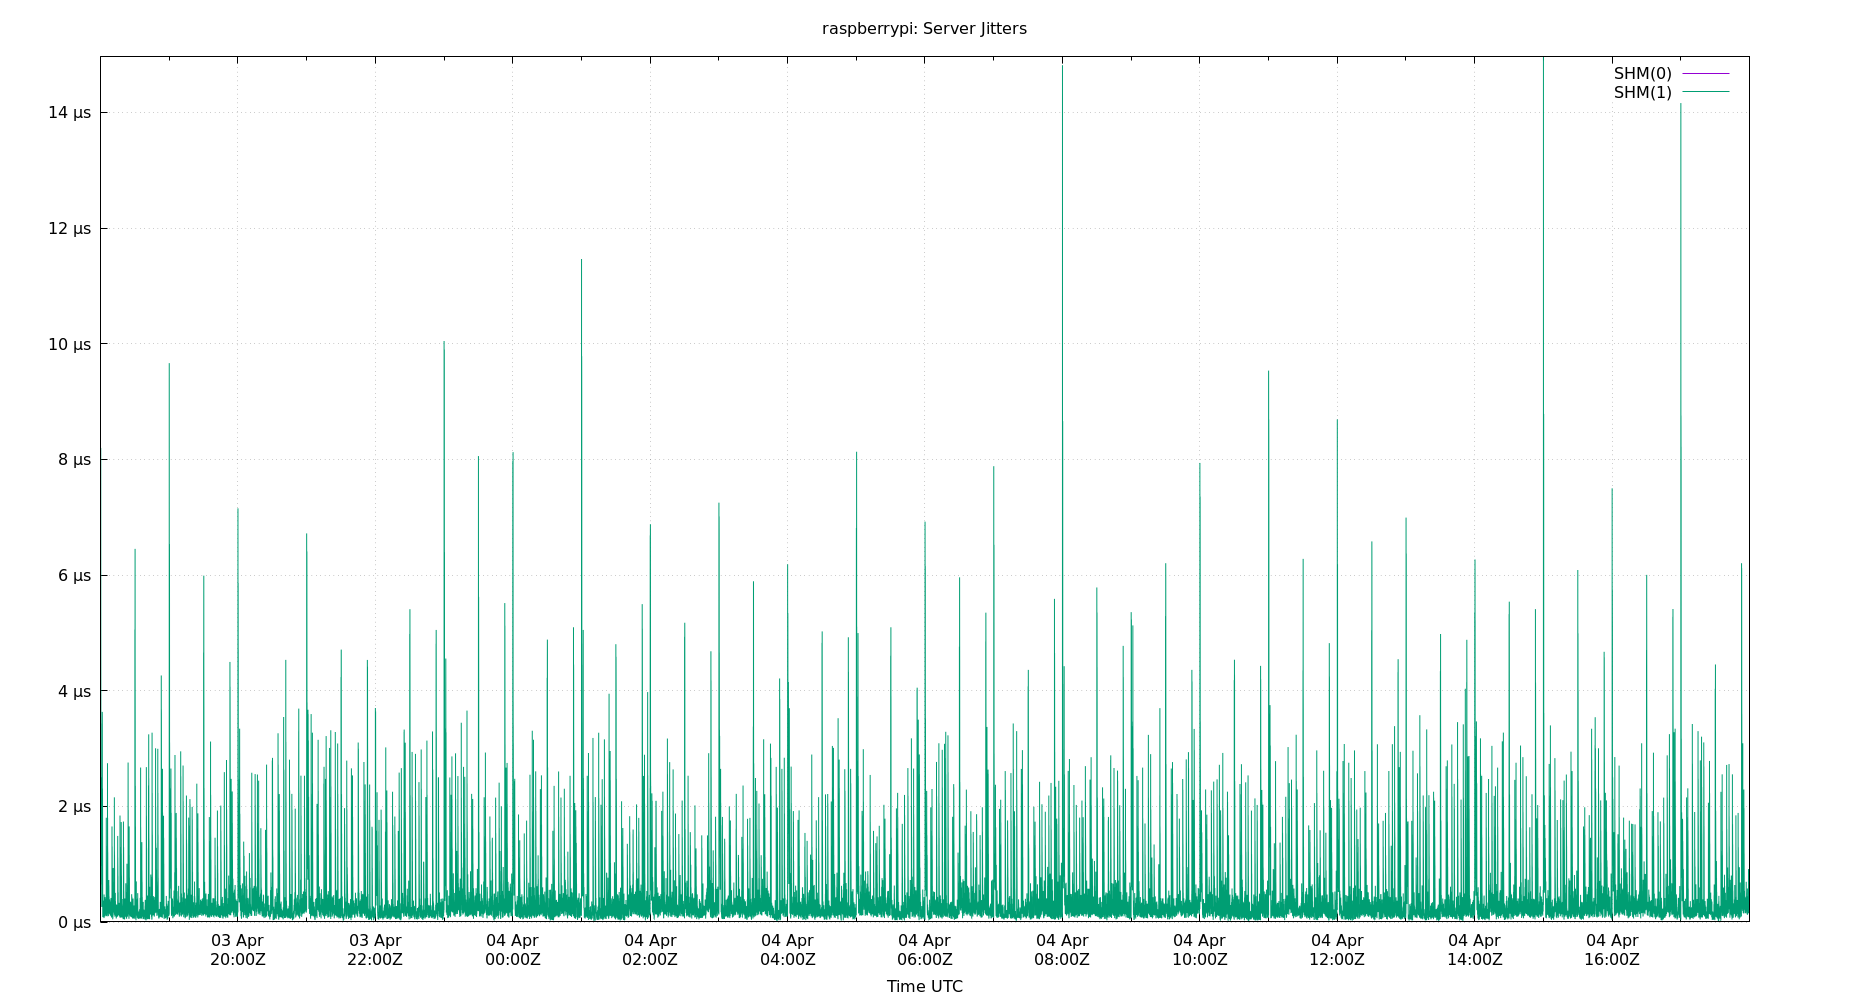 raspberrypi: Server Jitters
SHM(0)
SHM(1)
14 µs
12 µs
10 µs
8 µs
6 µs
4 µs
2 µs
0 µs
03 Apr 03 Apr 04 Apr 04 Apr 04 Apr 04 Apr 04 Apr 04 Apr 04 Apr 04 Apr 04 Apr
20:00Z 22:00Z 00:00Z 02:00Z 04:00Z 06:00Z 08:00Z 10:00Z 12:00Z 14:00Z 16:00Z
Time UTC